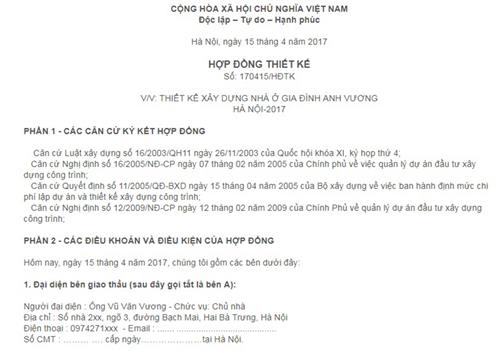 CỘNG HÒA XÃ HỘI CHỦ NGHĨA VIỆT NAM
Độc lập – Tự do – Hạnh phúc
Hà Nội, ngày 15 tháng 4 năm 2017
HỢP ĐỒNG THIẾT KẾ
Số: 170415/HĐTK
V/V: THIẾT KẾ XÂY DỰNG NHÀ Ở GIA ĐÌNH ANH VƯƠNG
HÀ NỘI-2017
PHẦN 1 - CÁC CĂN CỨ KÝ KẾT HỢP ĐỒNG
Căn cứ Luật xây dựng số 16/2003/QH11 ngày 26/11/2003 của Quốc hội khóa XI, kỳ họp thứ 4;
Căn cứ Nghị định số 16/2005/NĐ-CP ngày 07 tháng 02 năm 2005 của Chính phủ về việc quản lý dự án đầu tư xây
dựng công trình;
Căn cứ Quyết định số 11/2005/QĐ-BXD ngày 15 tháng 04 năm 2005 của Bộ xây dựng về việc ban hành định mức chi
phí lập dự án và thiết kế xây dựng công trình;
Căn cứ Nghị định số 12/2009/NĐ-CP ngày 12 tháng 02 năm 2009 của Chính Phủ về quản lý dự án đầu tư xây dựng
công trình;
PHẦN 2 - CÁC ĐIỀU KHOẢN VÀ ĐIỀU KIỆN CỦA HỢP ĐỒNG
Hôm nay, ngày 15 tháng 4 năm 2017, chúng tôi gồm các bên dưới đây:
1. Đại diện bên giao thầu (sau đây gọi tắt là bên A):
Người đại diện : Ông Vũ Văn Vương - Chức vụ: Chủ nhà
Địa chỉ : Số nhà 2xx, ngõ 3, đường Bạch Mai, Hai Bà Trưng, Hà Nội
Điện thoại : 0974271xxx - Email : ....... ........................................
Số CMT : ……… …. cấp ngày………………tại Hà Nội.